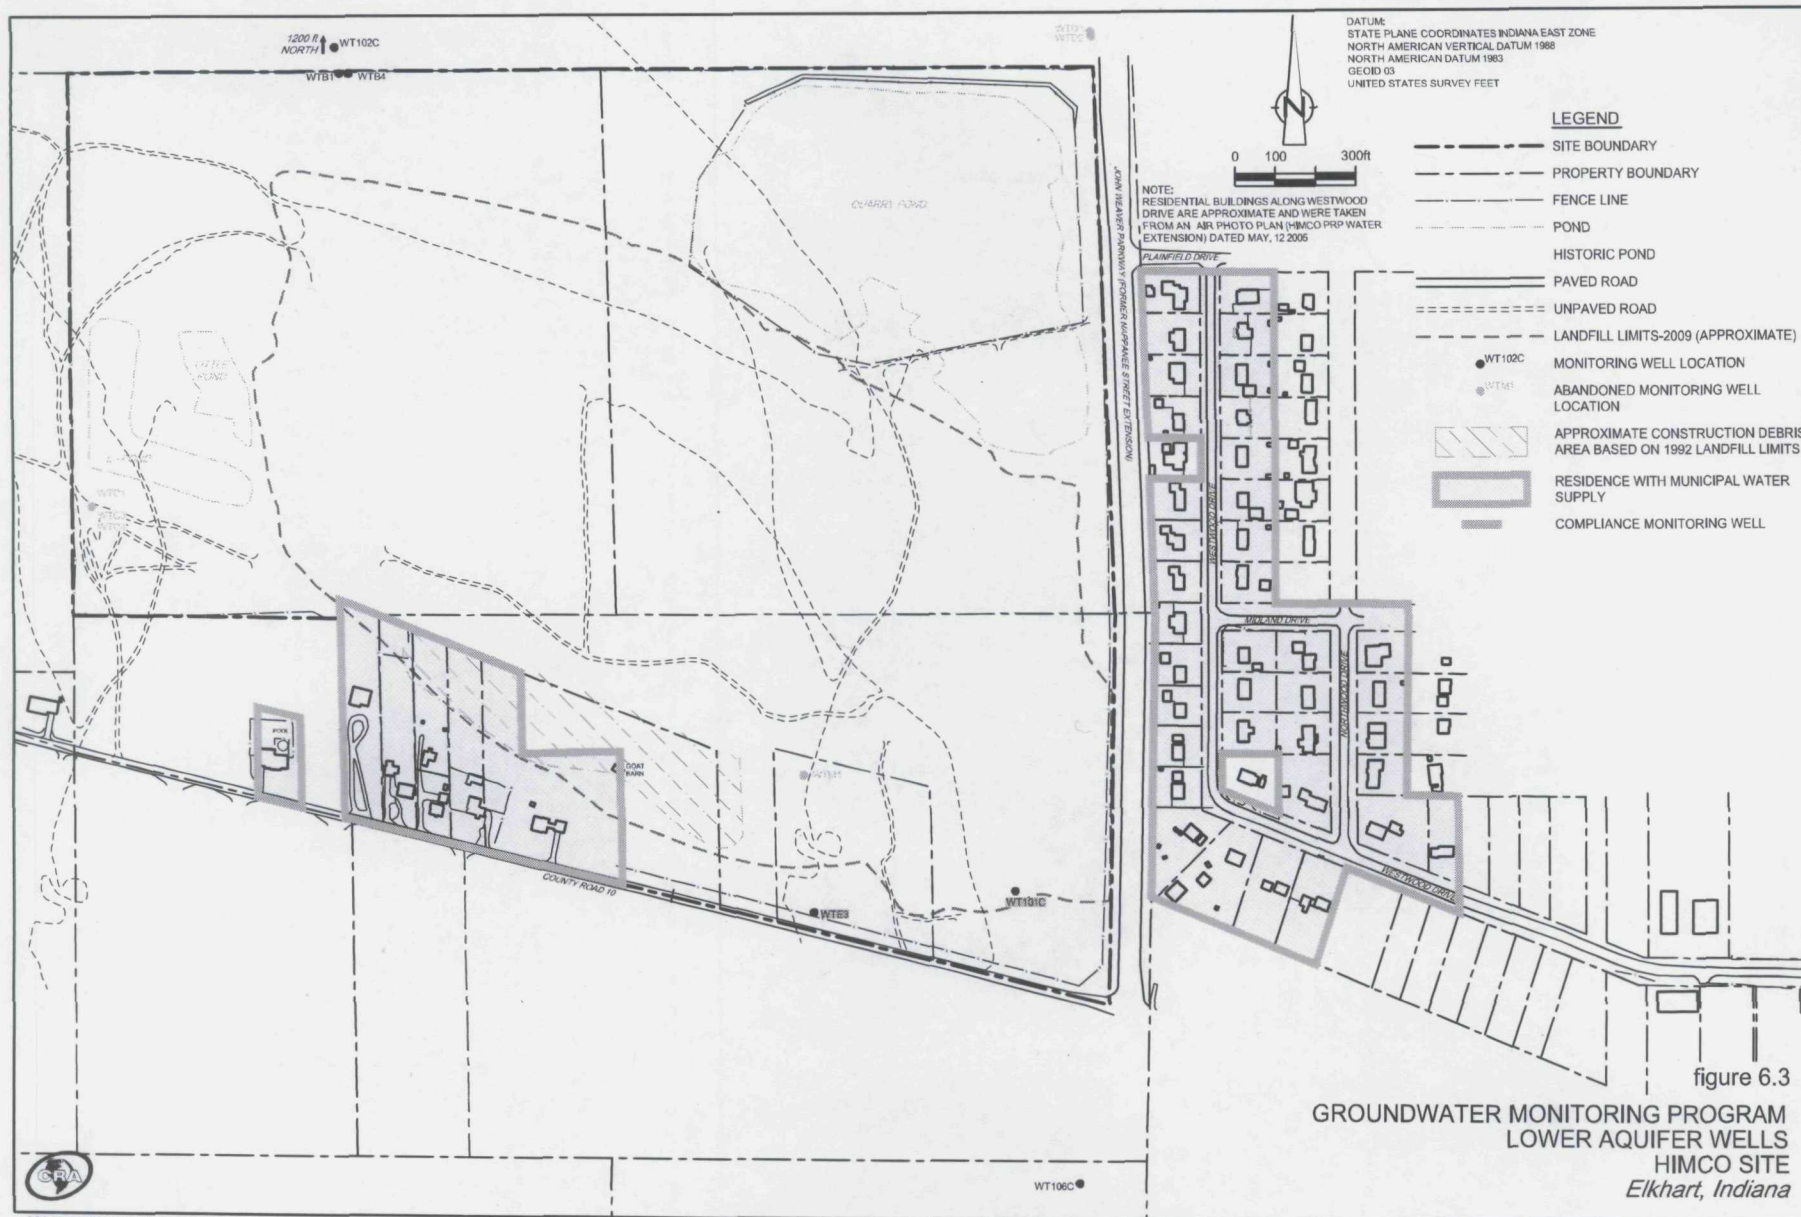 1200 ft
NORTH
WT102C
WTB1
WTB4
DATUM:
STATE PLANE COORDINATES INDIANA EAST ZONE
NORTH AMERICAN VERTICAL DATUM 1988
NORTH AMERICAN DATUM 1983
GEOID 03
UNITED STATES SURVEY FEET
N
0 100 300ft
NOTE:
RESIDENTIAL BUILDINGS ALONG WESTWOOD
DRIVE ARE APPROXIMATE AND WERE TAKEN
FROM AN AIR PHOTO PLAN (HIMCO PRP WATER
EXTENSION) DATED MAY, 12 2005
LEGEND
SITE BOUNDARY
PROPERTY BOUNDARY
FENCE LINE
POND
HISTORIC POND
PAVED ROAD
UNPAVED ROAD
LANDFILL LIMITS-2009 (APPROXIMATE)
WT102C
MONITORING WELL LOCATION
ABANDONED MONITORING WELL
LOCATION
APPROXIMATE CONSTRUCTION DEBRIS
AREA BASED ON 1992 LANDFILL LIMITS
RESIDENCE WITH MUNICIPAL WATER
SUPPLY
COMPLIANCE MONITORING WELL
QUARRY POND
JOHN WEAVER PARKWAY (FORMER NAPPANEE STREET EXTENSION)
PLAINFIELD DRIVE
WESTWOOD DRIVE
MIDLAND DRIVE
NORTHWOOD DRIVE
WESTWOOD DRIVE
LITTLE
POND
GOAT
BARN
COUNTY ROAD 10
WTE3
WT101C
WT106C
CRA
figure 6.3
GROUNDWATER MONITORING PROGRAM
LOWER AQUIFER WELLS
HIMCO SITE
Elkhart, Indiana